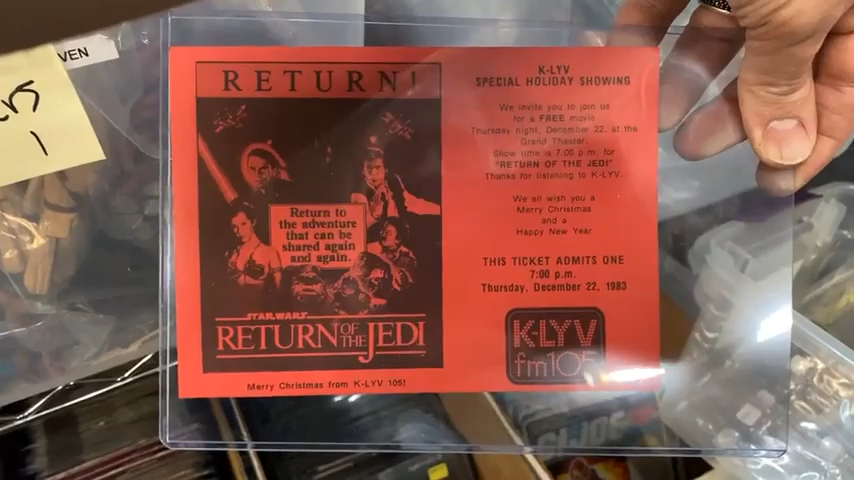 VEN
1
RETURN!
Return to
the adventure
that can be
shared again
and again.
STAR WARS
RETURN OF THE JEDI
Merry Christmas from K-LYV 105!
K-LYV
SPECIAL HOLIDAY SHOWING
We invite you to join us
for a FREE movie
Thursday night, December 22, at the
Grand Theater.
Show time is 7:00 p.m. for
"RETURN OF THE JEDI"
Thanks for listening to K-LYV.
We all wish you a
Merry Christmas
and a
Happy New Year
THIS TICKET ADMITS ONE
7:00 p.m.
Thursday, December 22, 1983
K-LYV
fm105
GI JOE